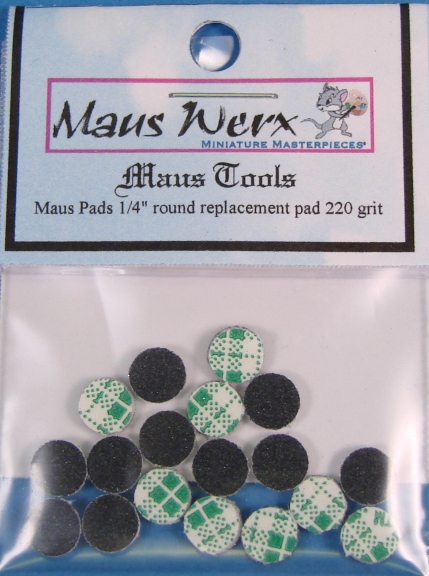 Maus Werx
MINIATURE MASTERPIECES®
Maus Tools
Maus Pads 1/4" round replacement pad 220 grit